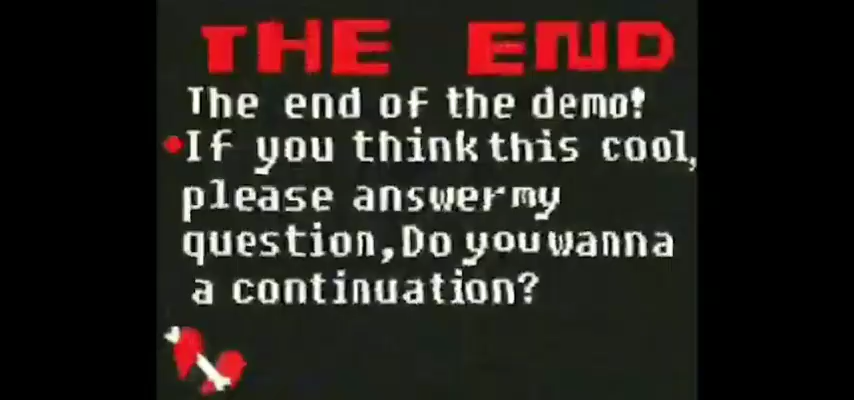 THE END
The end of the demo!
If you think this cool,
please answer my
question,Do you wanna
a continuation?